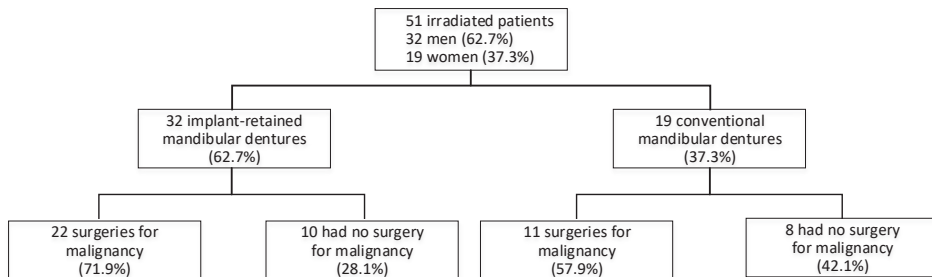 51 irradiated patients
32 men (62.7%)
19 women (37.3%)
32 implant-retained
mandibular dentures
(62.7%)
19 conventional
mandibular dentures
(37.3%)
22 surgeries for
malignancy
(71.9%)
10 had no surgery
for malignancy
(28.1%)
11 surgeries for
malignancy
(57.9%)
8 had no surgery
for malignancy
(42.1%)